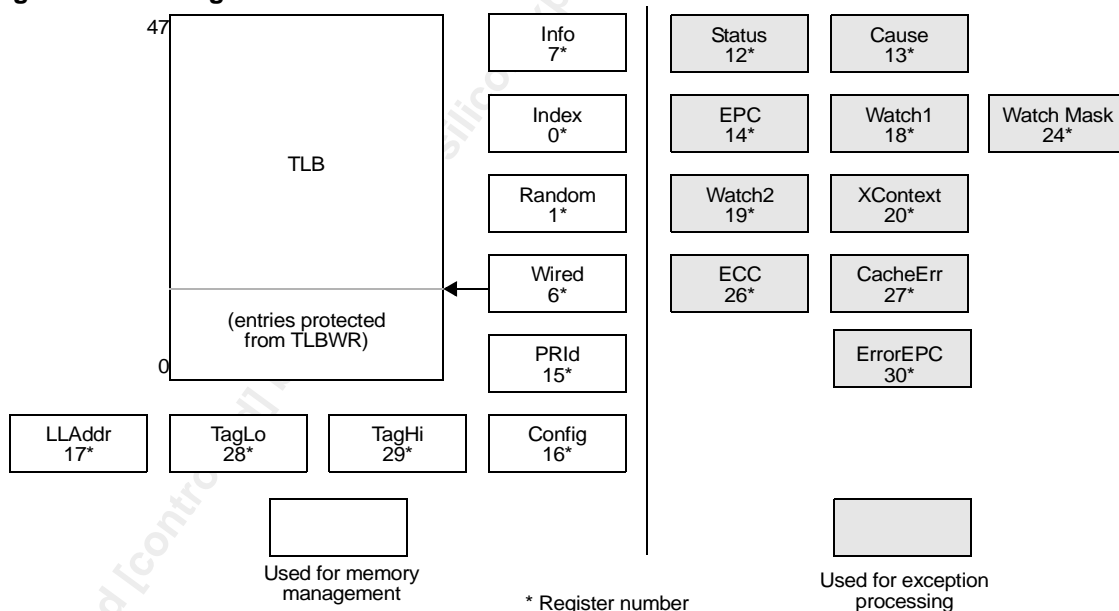 47
TLB
(entries protected
from TLBWR)
0
Info
7*
Index
0*
Random
1*
Wired
6*
PRId
15*
LLAddr
17*
TagLo
28*
TagHi
29*
Config
16*
Status
12*
Cause
13*
EPC
14*
Watch1
18*
Watch Mask
24*
Watch2
19*
XContext
20*
ECC
26*
CacheErr
27*
ErrorEPC
30*
Used for memory
management
* Register number
Used for exception
processing